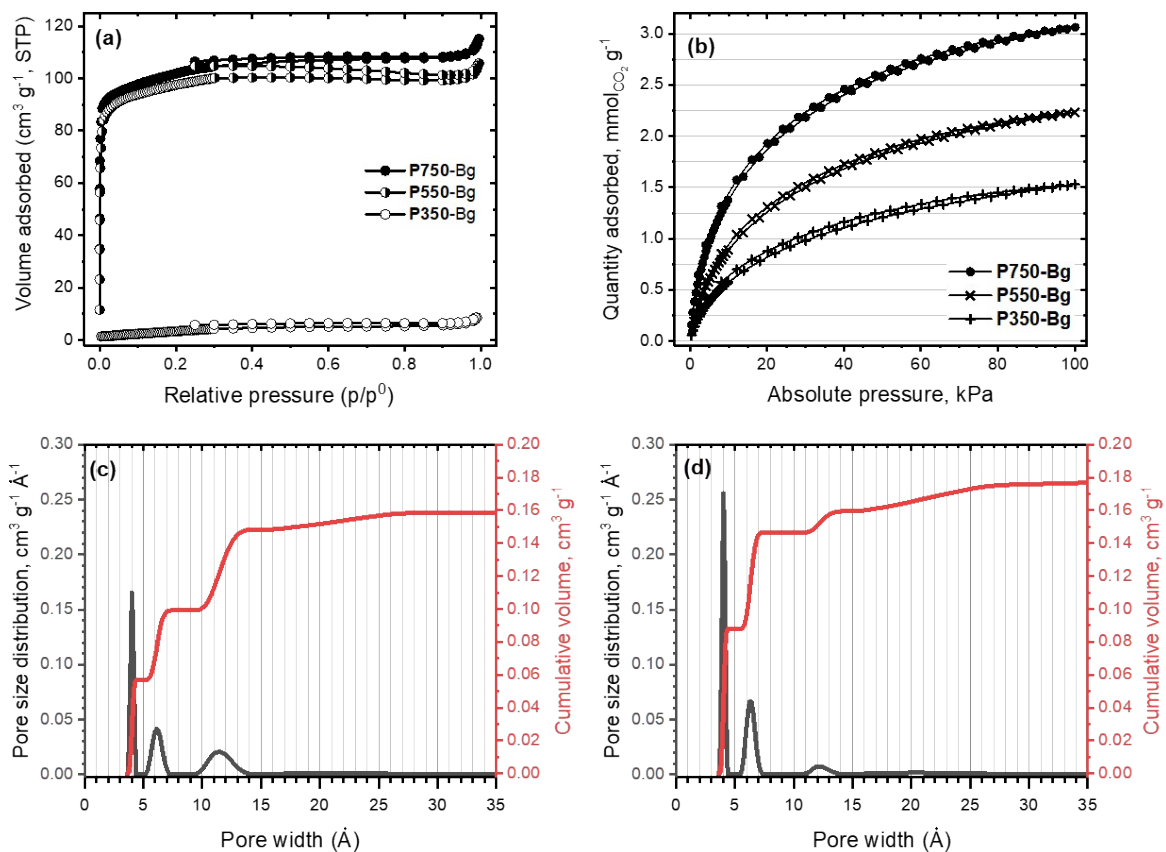 (a)
Volume adsorbed (cm³ g⁻¹, STP)
120
100
80
60
40
20
0
P750-Bg
P550-Bg
P350-Bg
0.0 0.2 0.4 0.6 0.8 1.0
Relative pressure (p/p⁰)
(b)
Quantity adsorbed, mmol_CO₂ g⁻¹
3.0
2.5
2.0
1.5
1.0
0.5
0.0
P750-Bg
P550-Bg
P350-Bg
0 20 40 60 80 100
Absolute pressure, kPa
(c)
Pore size distribution, cm³ g⁻¹ Å⁻¹
0.30
0.25
0.20
0.15
0.10
0.05
0.00
0 5 10 15 20 25 30 35
Pore width (Å)
0.20
0.18
0.16
0.14
0.12
0.10
0.08
0.06
0.04
0.02
0.00
Cumulative volume, cm³ g⁻¹
(d)
Pore size distribution, cm³ g⁻¹ Å⁻¹
0.30
0.25
0.20
0.15
0.10
0.05
0.00
0 5 10 15 20 25 30 35
Pore width (Å)
0.20
0.18
0.16
0.14
0.12
0.10
0.08
0.06
0.04
0.02
0.00
Cumulative volume, cm³ g⁻¹